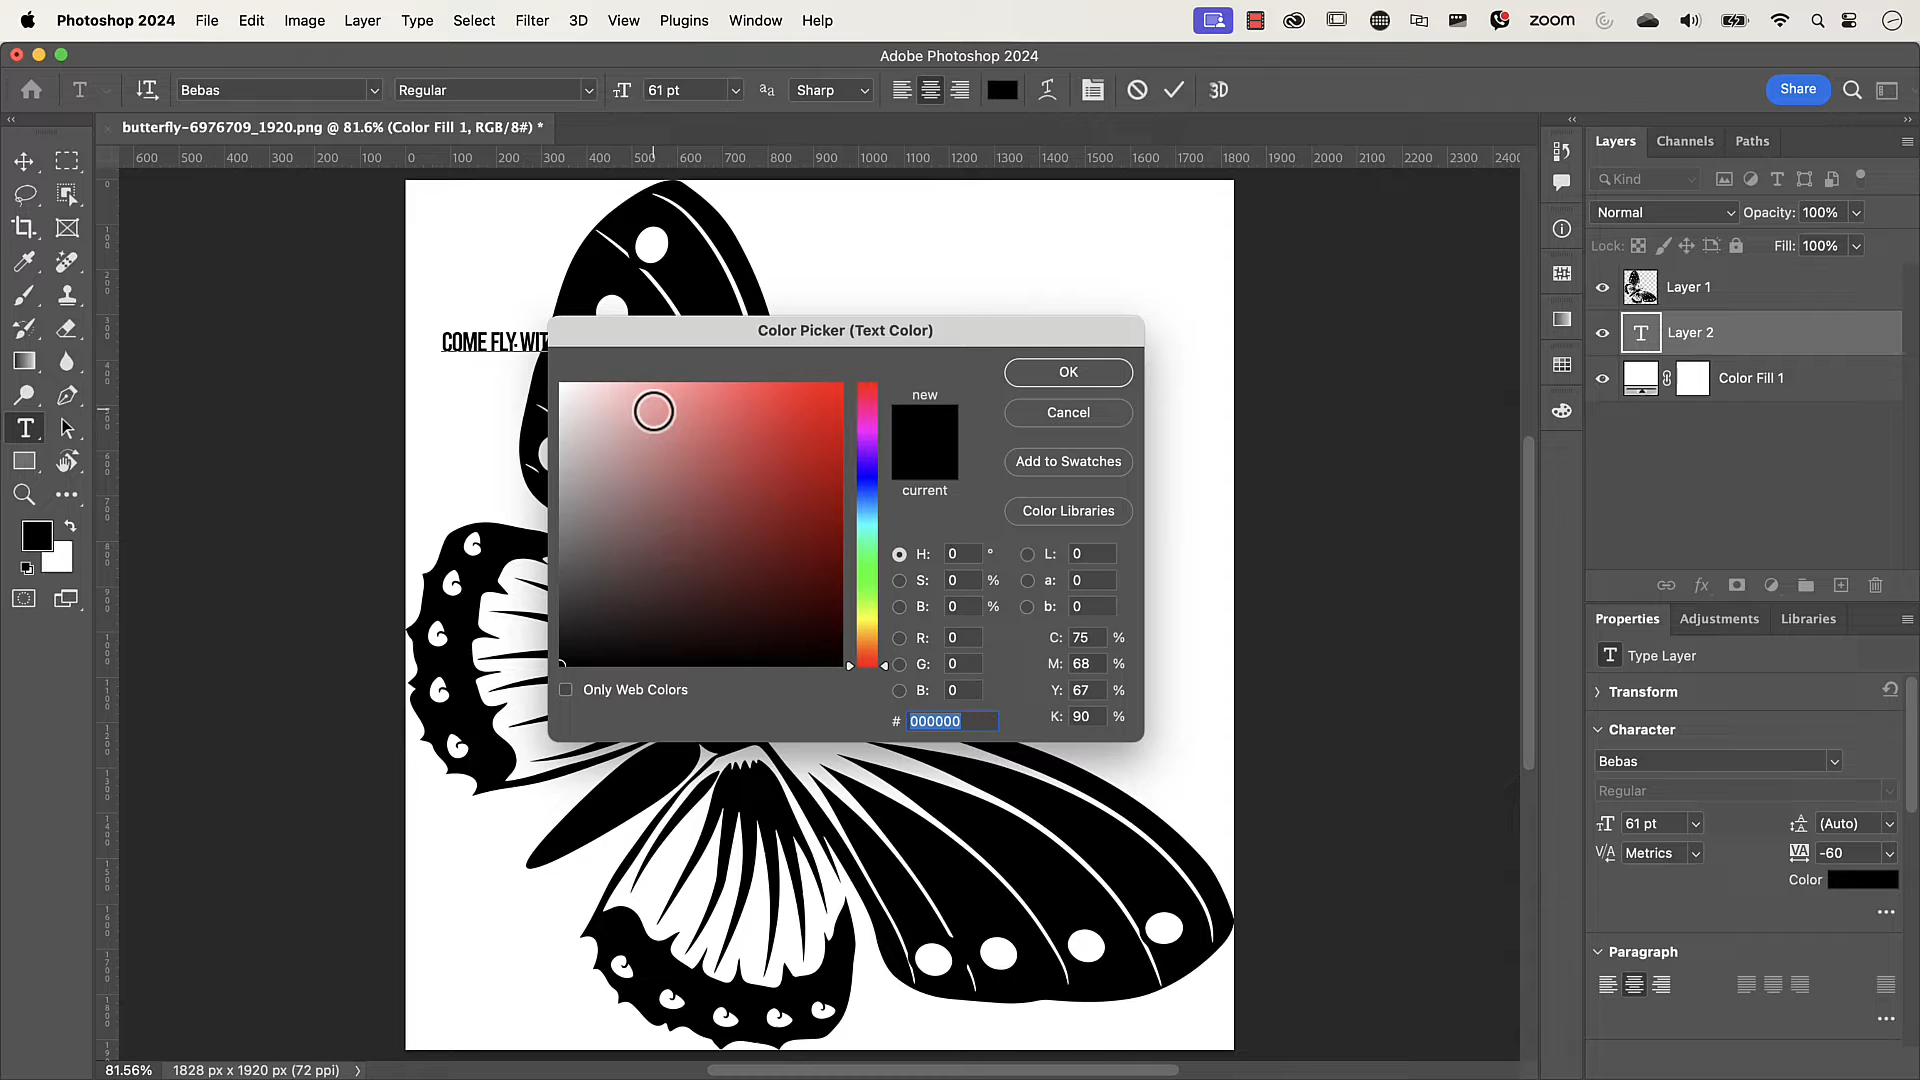 Photoshop 2024 File Edit Image Layer Type Select Filter 3D View Plugins Window Help zoom
Adobe Photoshop 2024
Bebas Regular 61 pt Sharp 3D Share
butterfly-6976709_1920.png @ 81.6% (Color Fill 1, RGB/8#) *
600 500 400 300 200 100 0 100 200 300 400 500 600 700 800 900 1000 1100 1200 1300 1400 1500 1600 1700 1800 1900 2000 2100 2200 2300 2400
COME FLY WIT
Color Picker (Text Color)
new
current
OK
Cancel
Add to Swatches
Color Libraries
H: 0 ° L: 0
S: 0 % a: 0
B: 0 % b: 0
R: 0 C: 75 %
G: 0 M: 68 %
B: 0 Y: 67 %
# 000000 K: 90 %
Only Web Colors
Layers Channels Paths
Kind
Normal Opacity: 100%
Lock: Fill: 100%
Layer 1
T Layer 2
Color Fill 1
Properties Adjustments Libraries
T Type Layer
Transform
Character
Bebas
Regular
61 pt (Auto)
Metrics -60
Color
Paragraph
81.56% 1828 px x 1920 px (72 ppi)